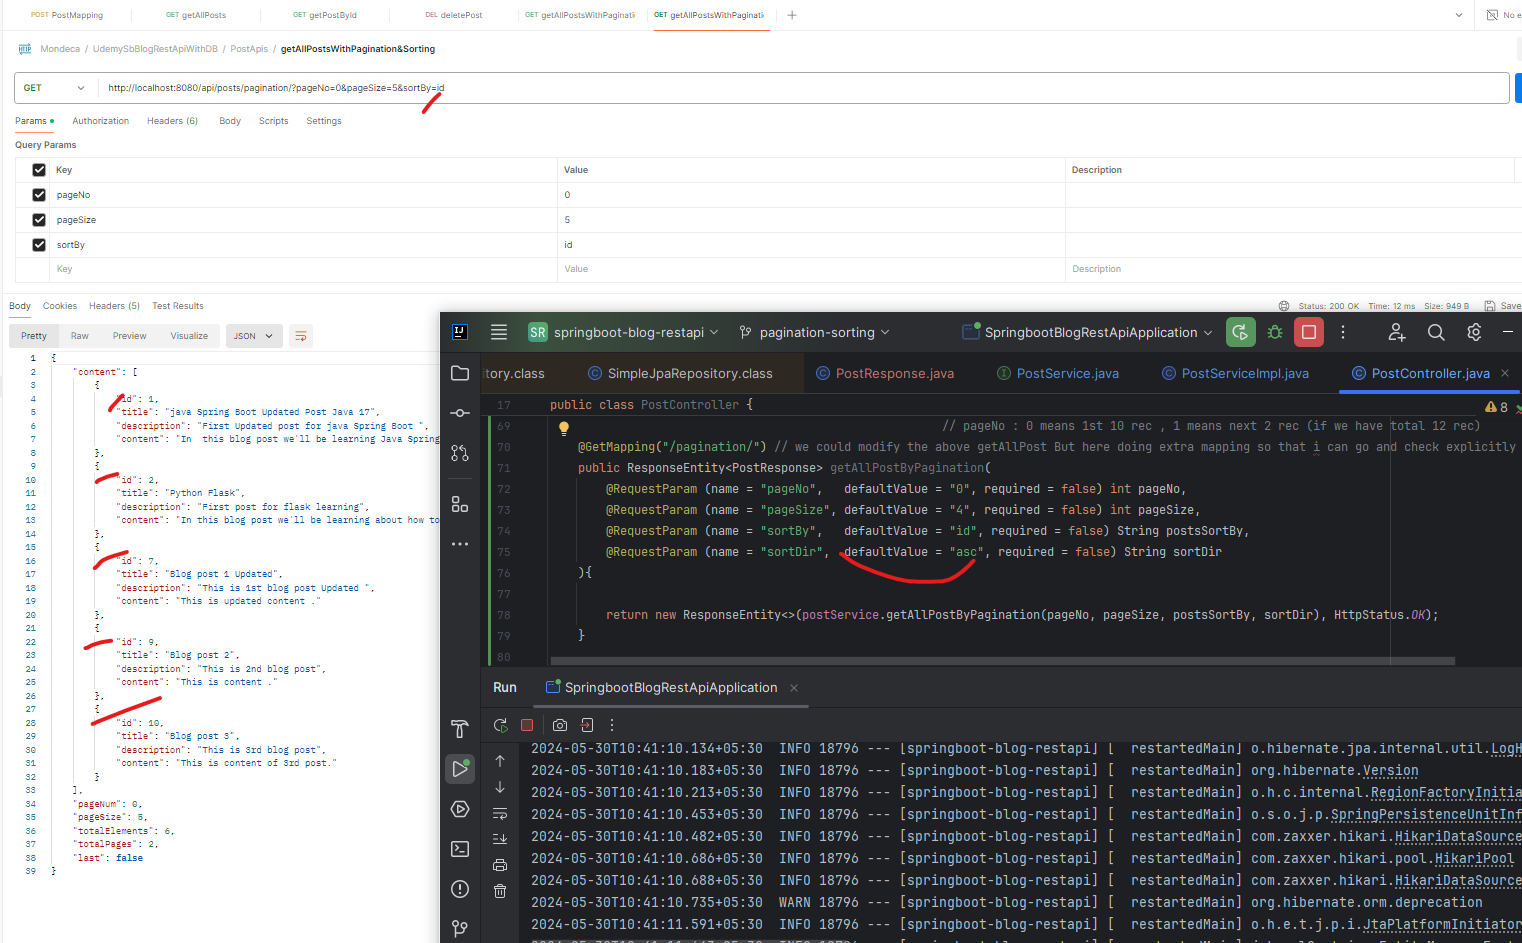 POST PostMapping
GET getAllPosts
GET getPostById
DEL deletePost
GET getAllPostsWithPaginati
GET getAllPostsWithPaginati
No e
Mondeca / UdemySbBlogRestApiWithDB / PostApis / getAllPostsWithPagination&Sorting
GET http://localhost:8080/api/posts/pagination/?pageNo=0&pageSize=5&sortBy=id
Params Authorization Headers (6) Body Scripts Settings
Query Params
Key Value Description
pageNo 0
pageSize 5
sortBy id
Key Value Description
Body Cookies Headers (5) Test Results
Status: 200 OK Time: 12 ms Size: 949 B Save
Pretty Raw Preview Visualize JSON
1 {
2 "content": [
3 {
4 "id": 1,
5 "title": "java Spring Boot Updated Post Java 17",
6 "description": "First Updated post for java Spring Boot ",
7 "content": "In  this blog post we'll be learning Java Spring
8 },
9 {
10 "id": 2,
11 "title": "Python Flask",
12 "description": "First post for flask learning",
13 "content": "In this blog post we'll be learning about how to
14 },
15 {
16 "id": 7,
17 "title": "Blog post 1 Updated",
18 "description": "This is 1st blog post Updated ",
19 "content": "This is updated content ."
20 },
21 {
22 "id": 9,
23 "title": "Blog post 2",
24 "description": "This is 2nd blog post",
25 "content": "This is content ."
26 },
27 {
28 "id": 10,
29 "title": "Blog post 3",
30 "description": "This is 3rd blog post",
31 "content": "This is content of 3rd post."
32 }
33 ],
34 "pageNum": 0,
35 "pageSize": 5,
36 "totalElements": 6,
37 "totalPages": 2,
38 "last": false
39 }
IJ SR springboot-blog-restapi pagination-sorting SpringbootBlogRestApiApplication
itory.class SimpleJpaRepository.class PostResponse.java PostService.java PostServiceImpl.java PostController.java
17 public class PostController { 8
69 // pageNo : 0 means 1st 10 rec , 1 means next 2 rec (if we have total 12 rec)
70 @GetMapping("/pagination/") // we could modify the above getAllPost But here doing extra mapping so that i can go and check explicitly
71 public ResponseEntity<PostResponse> getAllPostByPagination(
72 @RequestParam (name = "pageNo", defaultValue = "0", required = false) int pageNo,
73 @RequestParam (name = "pageSize", defaultValue = "4", required = false) int pageSize,
74 @RequestParam (name = "sortBy", defaultValue = "id", required = false) String postsSortBy,
75 @RequestParam (name = "sortDir", defaultValue = "asc", required = false) String sortDir
76 ){
77
78 return new ResponseEntity<>(postService.getAllPostByPagination(pageNo, pageSize, postsSortBy, sortDir), HttpStatus.OK);
79 }
80
Run SpringbootBlogRestApiApplication
2024-05-30T10:41:10.134+05:30  INFO 18796 --- [springboot-blog-restapi] [  restartedMain] o.hibernate.jpa.internal.util.LogH
2024-05-30T10:41:10.183+05:30  INFO 18796 --- [springboot-blog-restapi] [  restartedMain] org.hibernate.Version
2024-05-30T10:41:10.213+05:30  INFO 18796 --- [springboot-blog-restapi] [  restartedMain] o.h.c.internal.RegionFactoryInitia
2024-05-30T10:41:10.453+05:30  INFO 18796 --- [springboot-blog-restapi] [  restartedMain] o.s.o.j.p.SpringPersistenceUnitInf
2024-05-30T10:41:10.482+05:30  INFO 18796 --- [springboot-blog-restapi] [  restartedMain] com.zaxxer.hikari.HikariDataSource
2024-05-30T10:41:10.686+05:30  INFO 18796 --- [springboot-blog-restapi] [  restartedMain] com.zaxxer.hikari.pool.HikariPool
2024-05-30T10:41:10.688+05:30  INFO 18796 --- [springboot-blog-restapi] [  restartedMain] com.zaxxer.hikari.HikariDataSource
2024-05-30T10:41:10.735+05:30  WARN 18796 --- [springboot-blog-restapi] [  restartedMain] org.hibernate.orm.deprecation
2024-05-30T10:41:11.591+05:30  INFO 18796 --- [springboot-blog-restapi] [  restartedMain] o.h.e.t.j.p.i.JtaPlatformInitiator